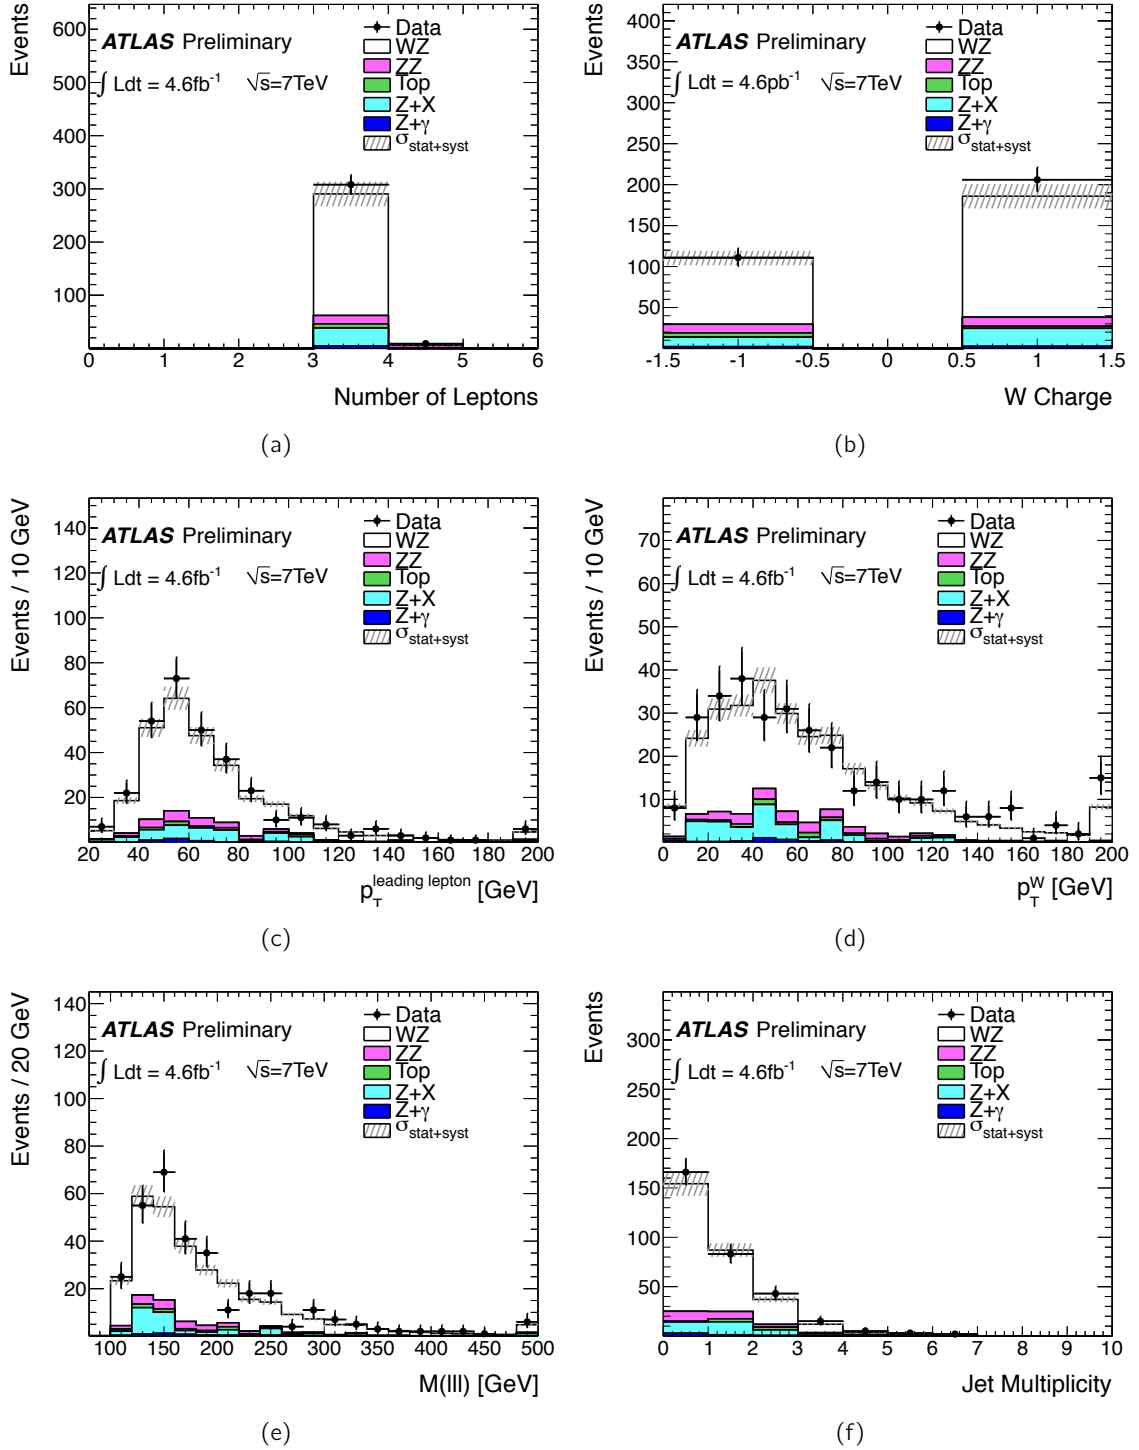 Events
600
500
400
300
200
100
0 1 2 3 4 5 6
Number of Leptons
ATLAS Preliminary
∫ Ldt = 4.6fb⁻¹ √s=7TeV
Data
WZ
ZZ
Top
Z+X
Z+γ
σstat+syst
(a)
Events
400
350
300
250
200
150
100
50
-1.5 -1 -0.5 0 0.5 1 1.5
W Charge
ATLAS Preliminary
∫ Ldt = 4.6pb⁻¹ √s=7TeV
Data
WZ
ZZ
Top
Z+X
Z+γ
σstat+syst
(b)
Events / 10 GeV
140
120
100
80
60
40
20
20 40 60 80 100 120 140 160 180 200
p_T^leading lepton [GeV]
ATLAS Preliminary
∫ Ldt = 4.6fb⁻¹ √s=7TeV
Data
WZ
ZZ
Top
Z+X
Z+γ
σstat+syst
(c)
Events / 10 GeV
70
60
50
40
30
20
10
0 20 40 60 80 100 120 140 160 180 200
p_T^W [GeV]
ATLAS Preliminary
∫ Ldt = 4.6fb⁻¹ √s=7TeV
Data
WZ
ZZ
Top
Z+X
Z+γ
σstat+syst
(d)
Events / 20 GeV
140
120
100
80
60
40
20
100 150 200 250 300 350 400 450 500
M(lll) [GeV]
ATLAS Preliminary
∫ Ldt = 4.6fb⁻¹ √s=7TeV
Data
WZ
ZZ
Top
Z+X
Z+γ
σstat+syst
(e)
Events
300
250
200
150
100
50
0 1 2 3 4 5 6 7 8 9 10
Jet Multiplicity
ATLAS Preliminary
∫ Ldt = 4.6fb⁻¹ √s=7TeV
Data
WZ
ZZ
Top
Z+X
Z+γ
σstat+syst
(f)